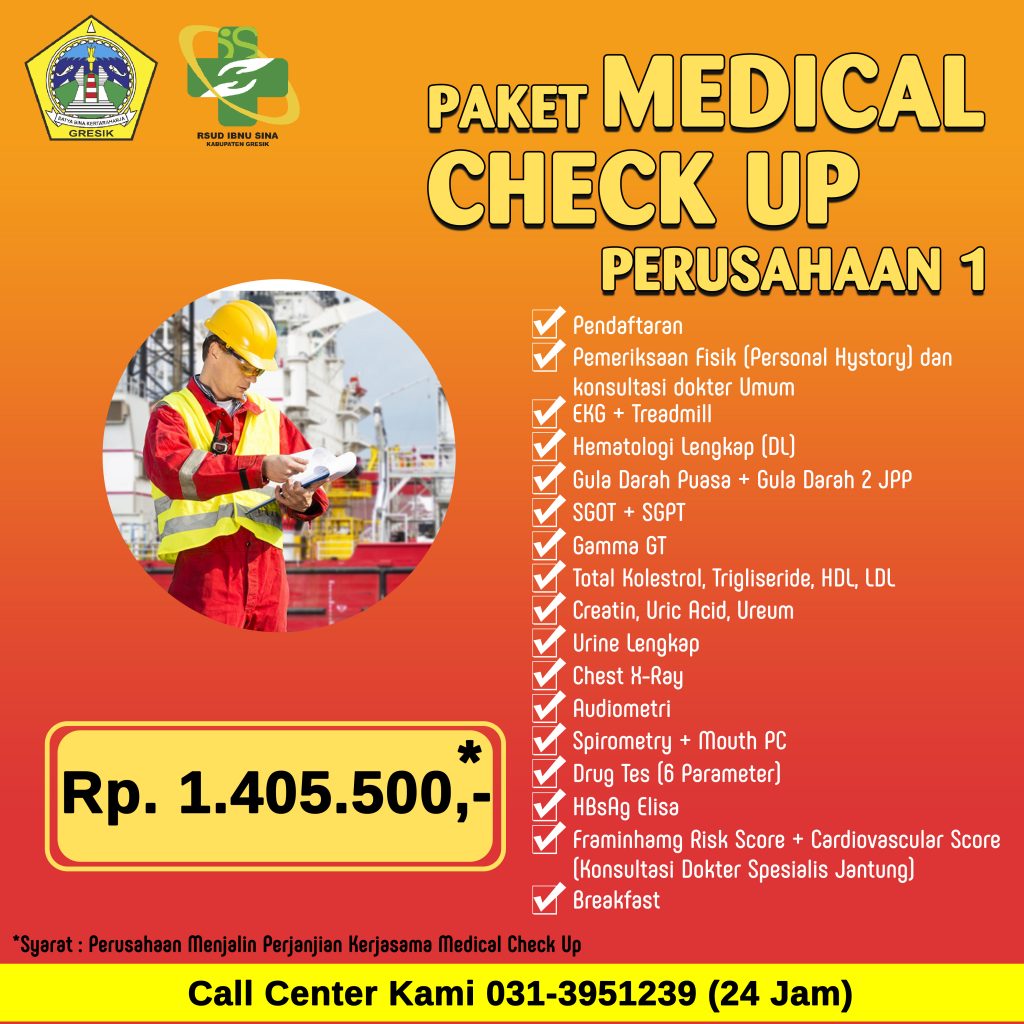 SATYA BINA KERTARAHARJA
GRESIK
RSUD IBNU SINA
KABUPATEN GRESIK
PAKET MEDICAL
CHECK UP
PERUSAHAAN 1
Pendaftaran
Pemeriksaan Fisik (Personal Hystory) dan
konsultasi dokter Umum
EKG + Treadmill
Hematologi Lengkap (DL)
Gula Darah Puasa + Gula Darah 2 JPP
SGOT + SGPT
Gamma GT
Total Kolestrol, Trigliseride, HDL, LDL
Creatin, Uric Acid, Ureum
Urine Lengkap
Chest X-Ray
Audiometri
Spirometry + Mouth PC
Drug Tes (6 Parameter)
HBsAg Elisa
Framinhamg Risk Score + Cardiovascular Score
(Konsultasi Dokter Spesialis Jantung)
Breakfast
Rp. 1.405.500,-*
*Syarat : Perusahaan Menjalin Perjanjian Kerjasama Medical Check Up
Call Center Kami 031-3951239 (24 Jam)